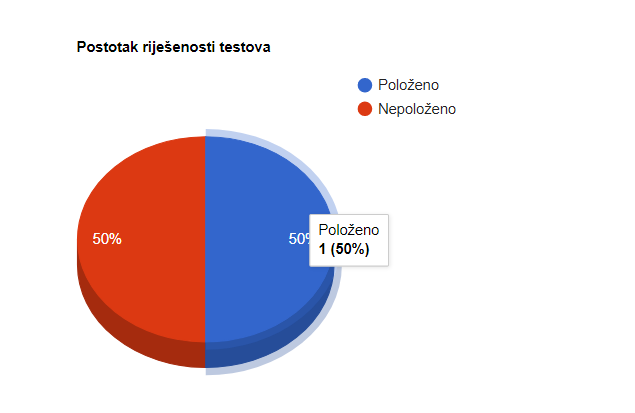 Postotak riješenosti testova
Položeno
Nepoloženo
50%
50%
Položeno
1 (50%)